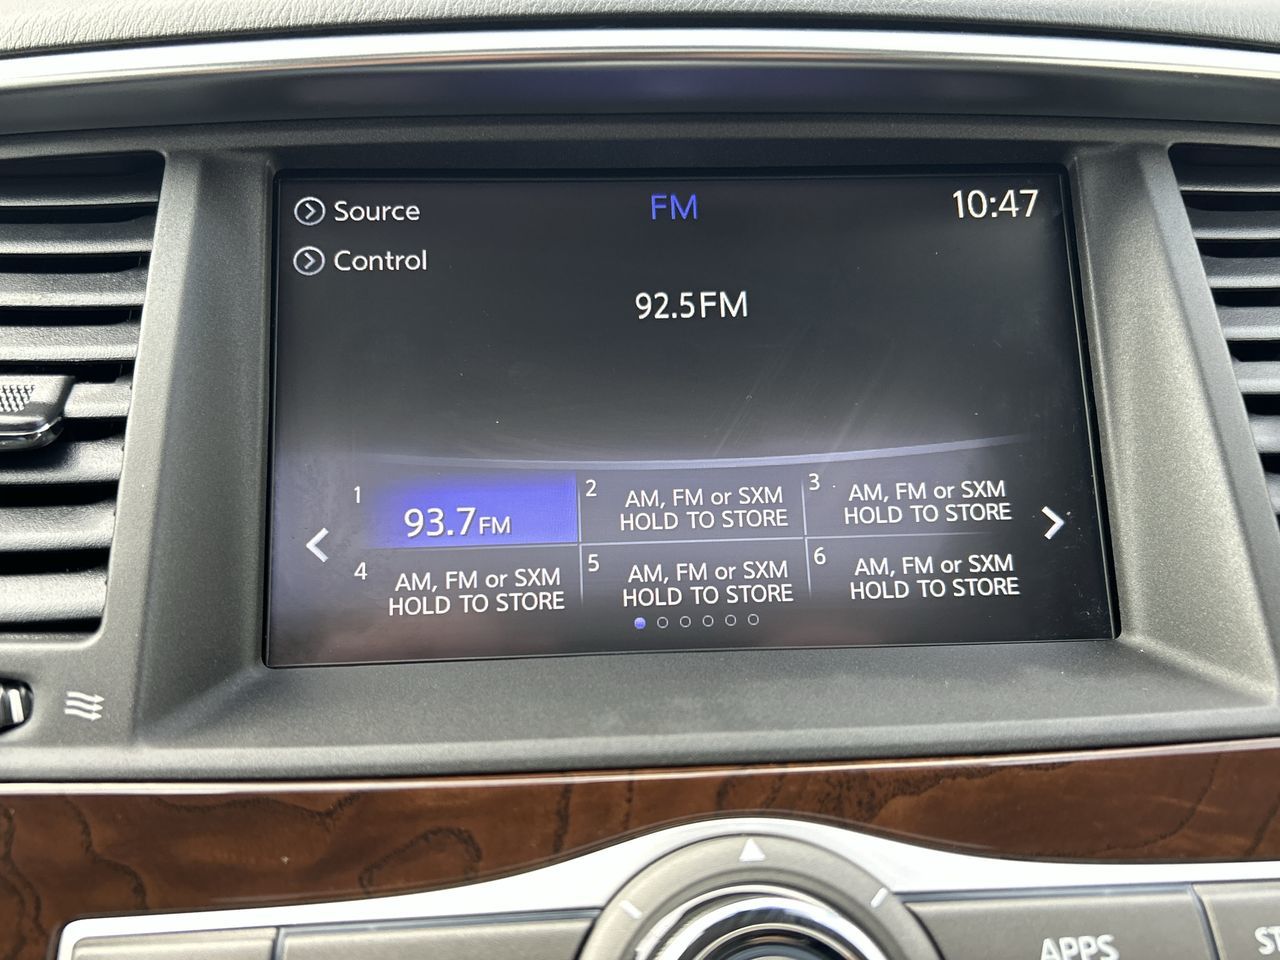 Source
FM
10:47
Control
92.5FM
1
93.7FM
2
AM, FM or SXM
HOLD TO STORE
3
AM, FM or SXM
HOLD TO STORE
4
AM, FM or SXM
HOLD TO STORE
5
AM, FM or SXM
HOLD TO STORE
6
AM, FM or SXM
HOLD TO STORE
APPS